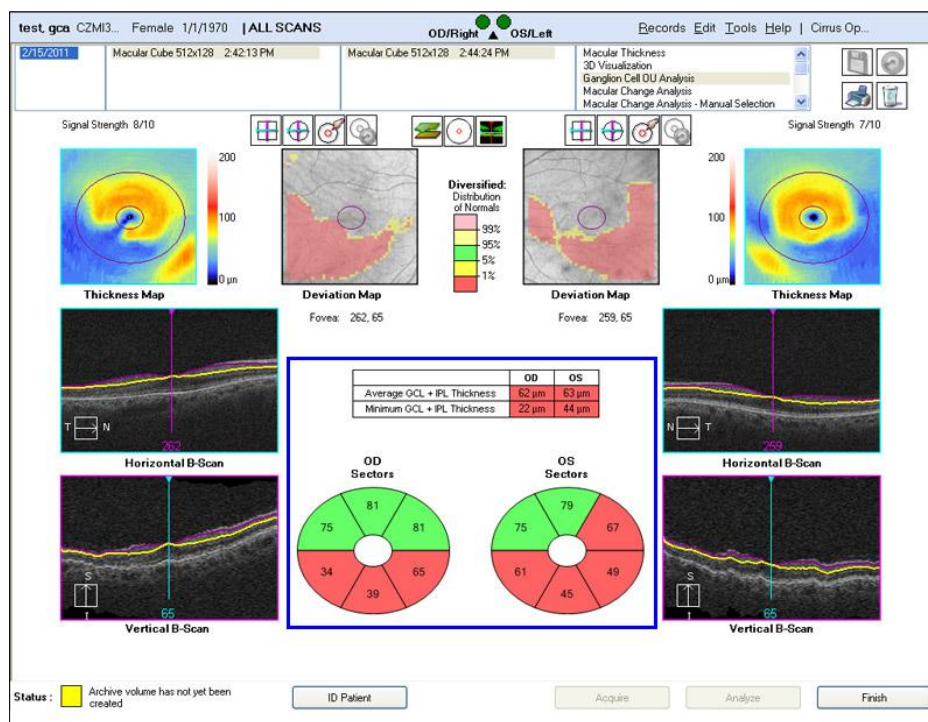 test, gca CZMI3... Female 1/1/1970 |ALL SCANS
OD/Right OS/Left
Records Edit Tools Help | Cirrus Op...
2/15/2011
Macular Cube 512x128 2:42:13 PM
Macular Cube 512x128 2:44:24 PM
Macular Thickness
3D Visualization
Ganglion Cell OU Analysis
Macular Change Analysis
Macular Change Analysis - Manual Selection
Signal Strength 8/10
Signal Strength 7/10
200
100
0 µm
Thickness Map
Deviation Map
Diversified:
Distribution
of Normals
99%
95%
5%
1%
Deviation Map
200
100
0 µm
Thickness Map
Fovea: 262, 65
Fovea: 259, 65
T N
262
Horizontal B-Scan
N T
259
Horizontal B-Scan
OD OS
Average GCL + IPL Thickness 62 µm 63 µm
Minimum GCL + IPL Thickness 22 µm 44 µm
OD
Sectors
81
75 81
34 65
39
OS
Sectors
79
75 67
61 49
45
S
I
65
Vertical B-Scan
S
I
65
Vertical B-Scan
Status :
Archive volume has not yet been
created
ID Patient
Acquire
Analyze
Finish